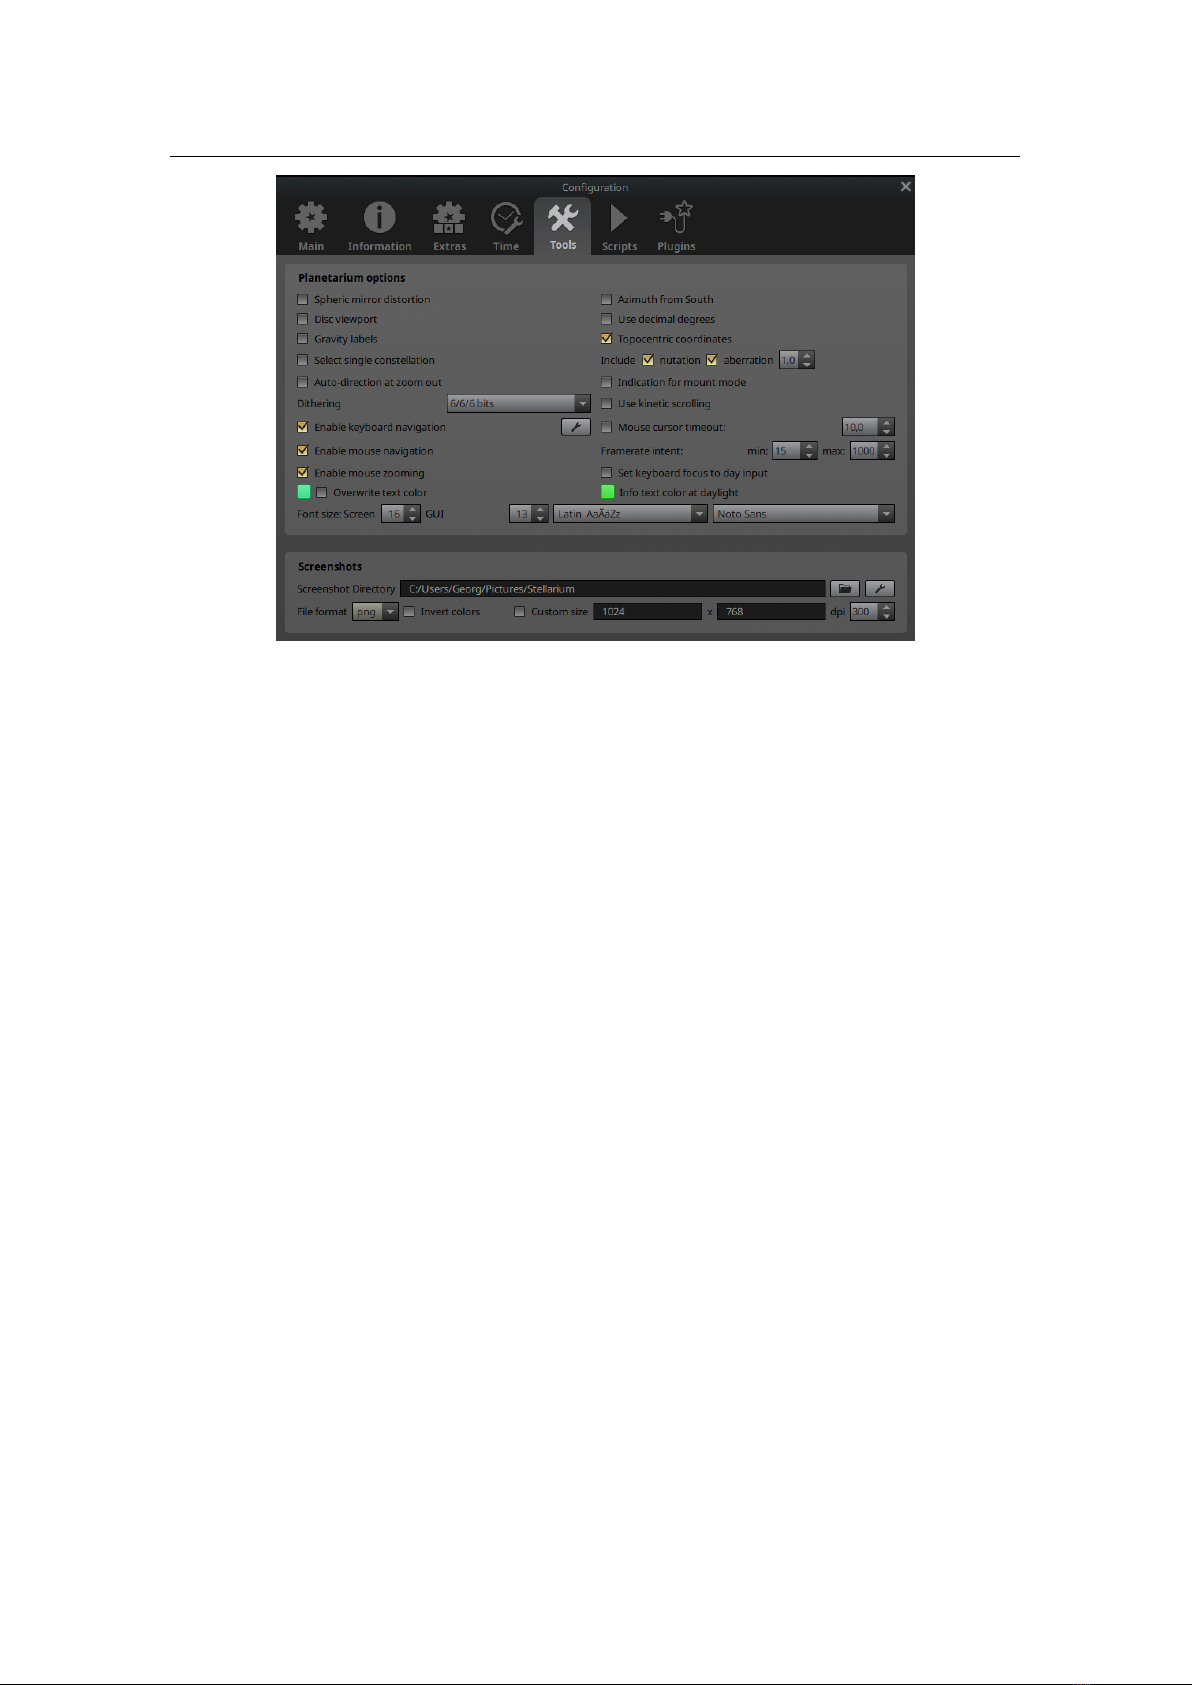 Configuration
Main Information Extras Time Tools Scripts Plugins
Planetarium options
Spheric mirror distortion Azimuth from South
Disc viewport Use decimal degrees
Gravity labels Topocentric coordinates
Select single constellation Include nutation aberration 1,0
Auto-direction at zoom out Indication for mount mode
Dithering 6/6/6 bits Use kinetic scrolling
Enable keyboard navigation Mouse cursor timeout: 10,0
Enable mouse navigation Framerate intent: min: 15 max: 1000
Enable mouse zooming Set keyboard focus to day input
Overwrite text color Info text color at daylight
Font size: Screen 16 GUI 13 Latin: AaÃáZz Noto Sans
Screenshots
Screenshot Directory C:/Users/Georg/Pictures/Stellarium
File format png Invert colors Custom size 1024 x 768 dpi 300